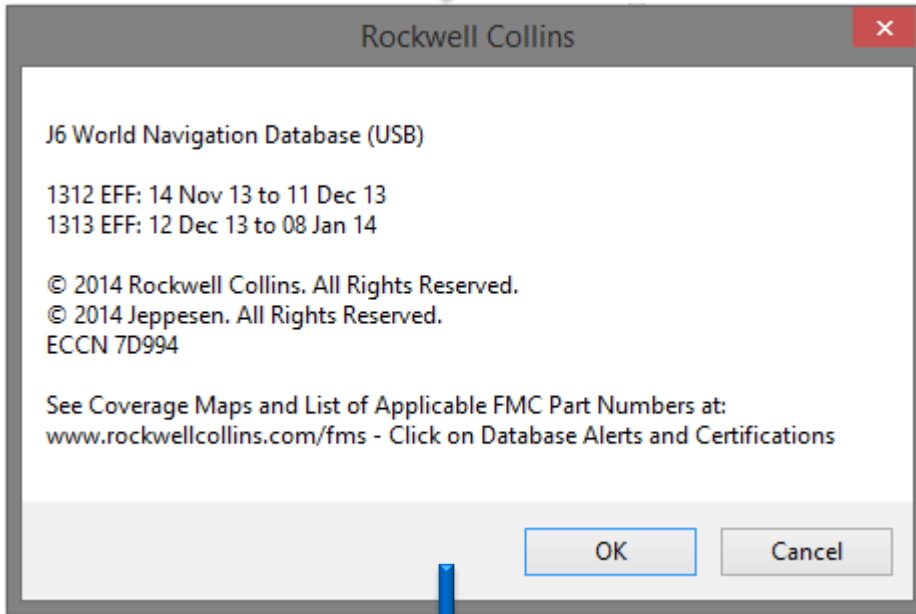 Rockwell Collins
J6 World Navigation Database (USB)
1312 EFF: 14 Nov 13 to 11 Dec 13
1313 EFF: 12 Dec 13 to 08 Jan 14
© 2014 Rockwell Collins. All Rights Reserved.
© 2014 Jeppesen. All Rights Reserved.
ECCN 7D994
See Coverage Maps and List of Applicable FMC Part Numbers at:
www.rockwellcollins.com/fms - Click on Database Alerts and Certifications
OK
Cancel